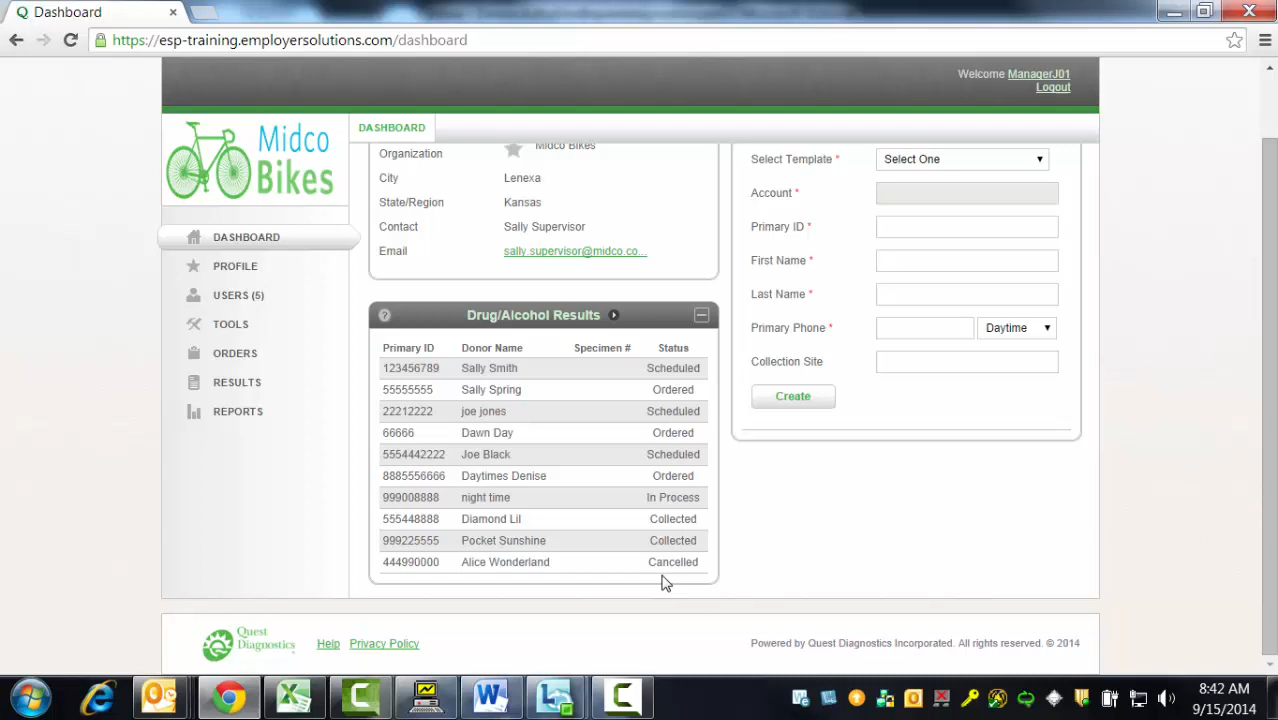 Dashboard
https://esp-training.employersolutions.com/dashboard
Welcome ManagerJ01
Logout
Midco Bikes
DASHBOARD
DASHBOARD
PROFILE
USERS (5)
TOOLS
ORDERS
RESULTS
REPORTS
Organization Midco Bikes
City Lenexa
State/Region Kansas
Contact Sally Supervisor
Email sally.supervisor@midco.co...
Drug/Alcohol Results
Primary ID Donor Name Specimen # Status
123456789 Sally Smith Scheduled
55555555 Sally Spring Ordered
22212222 joe jones Scheduled
66666 Dawn Day Ordered
5554442222 Joe Black Scheduled
8885556666 Daytimes Denise Ordered
999008888 night time In Process
555448888 Diamond Lil Collected
999225555 Pocket Sunshine Collected
444990000 Alice Wonderland Cancelled
Select Template * Select One
Account *
Primary ID *
First Name *
Last Name *
Primary Phone * Daytime
Collection Site
Create
Quest Diagnostics
Help Privacy Policy
Powered by Quest Diagnostics Incorporated. All rights reserved. © 2014
8:42 AM
9/15/2014